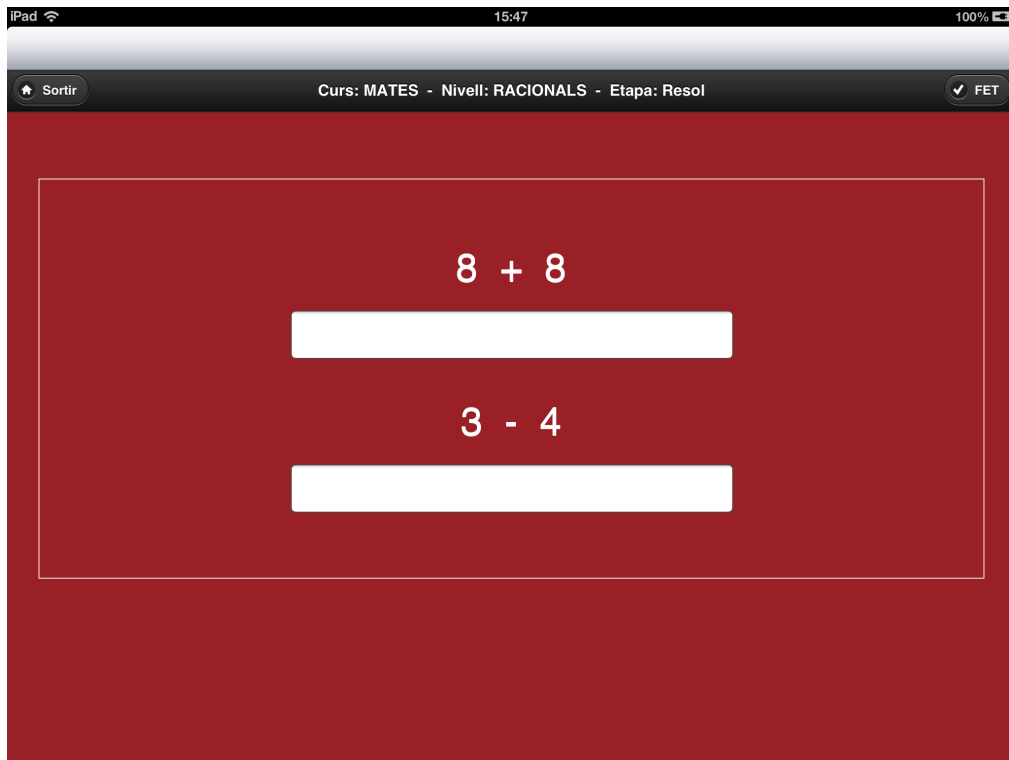 iPad 15:47 100%
Sortir Curs: MATES - Nivell: RACIONALS - Etapa: Resol FET
8 + 8
3 - 4